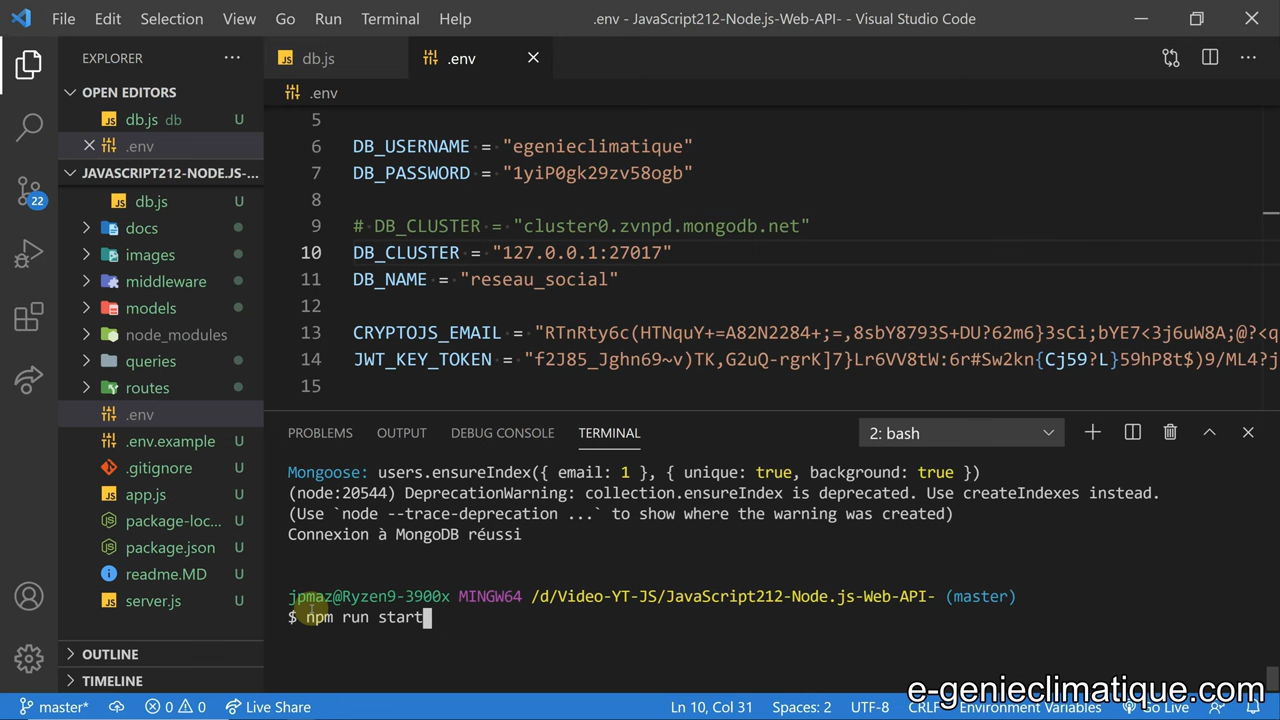 File Edit Selection View Go Run Terminal Help .env - JavaScript212-Node.js-Web-API- - Visual Studio Code
EXPLORER
OPEN EDITORS
db.js db U
.env
JAVASCRIPT212-NODE.JS-...
db.js U
docs
images
middleware
models
node_modules
queries
routes
.env
.env.example U
.gitignore U
app.js U
package-loc... U
package.json U
readme.MD U
server.js U
OUTLINE
TIMELINE
22
db.js .env
.env
5
6 DB_USERNAME = "egenieclimatique"
7 DB_PASSWORD = "1yiP0gk29zv58ogb"
8
9 # DB_CLUSTER = "cluster0.zvnpd.mongodb.net"
10 DB_CLUSTER = "127.0.0.1:27017"
11 DB_NAME = "reseau_social"
12
13 CRYPTOJS_EMAIL = "RTnRty6c(HTNquY+=A82N2284+;=,8sbY8793S+DU?62m6}3sCi;bYE7<3j6uW8A;@?<q
14 JWT_KEY_TOKEN = "f2J85_Jghn69~v)TK,G2uQ-rgrK]7}Lr6VV8tW:6r#Sw2kn{Cj59?L}59hP8t$)9/ML4?j
15
PROBLEMS OUTPUT DEBUG CONSOLE TERMINAL 2: bash
Mongoose: users.ensureIndex({ email: 1 }, { unique: true, background: true })
(node:20544) DeprecationWarning: collection.ensureIndex is deprecated. Use createIndexes instead.
(Use `node --trace-deprecation ...` to show where the warning was created)
Connexion à MongoDB réussi
jpmaz@Ryzen9-3900x MINGW64 /d/Video-YT-JS/JavaScript212-Node.js-Web-API- (master)
$ npm run start
master* 0 0 Live Share Ln 10, Col 31 Spaces: 2 UTF-8 CRLF Environment Variables Go Live
e-genieclimatique.com